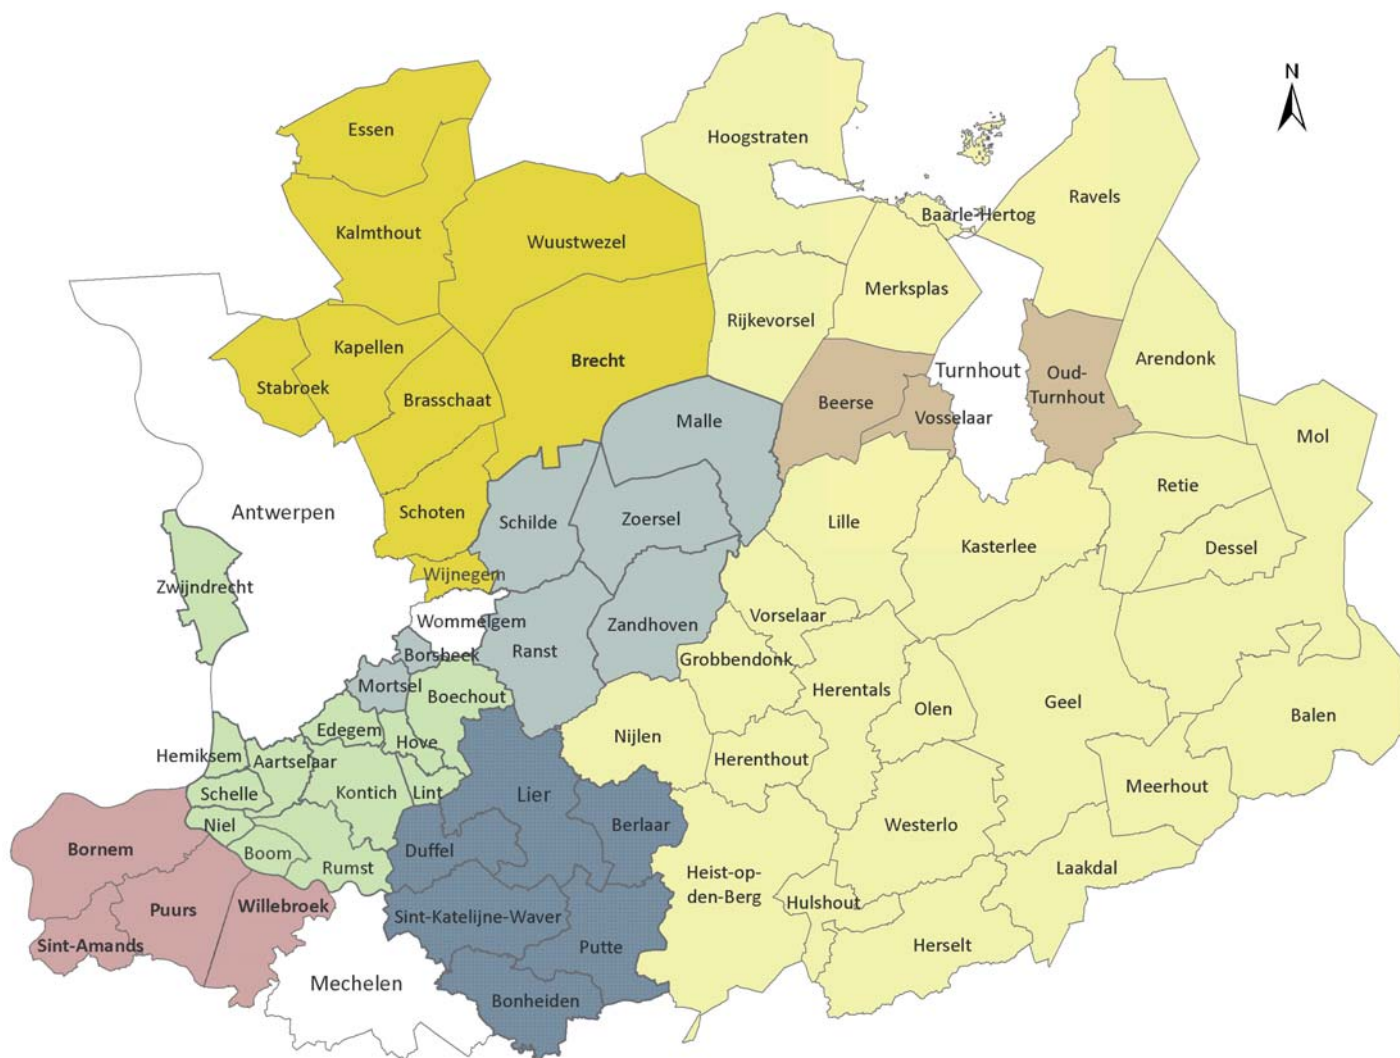 N
Essen
Hoogstraten
Ravels
Baarle-Hertog
Kalmthout
Wuustwezel
Merksplas
Rijkevorsel
Kapellen
Brecht
Arendonk
Turnhout
Oud-
Turnhout
Stabroek
Brasschaat
Beerse
Vosselaar
Malle
Mol
Retie
Antwerpen
Schoten
Schilde
Zoersel
Lille
Kasterlee
Dessel
Zwijndrecht
Wijnegem
Wommelgem
Vorselaar
Zandhoven
Borsbeek
Ranst
Grobbendonk
Mortsel
Boechout
Herentals
Olen
Geel
Balen
Edegem
Hove
Nijlen
Hemiksem
Aartselaar
Herenthout
Schelle
Kontich
Lint
Lier
Meerhout
Niel
Berlaar
Westerlo
Bornem
Boom
Rumst
Duffel
Heist-op-
den-Berg
Laakdal
Puurs
Willebroek
Sint-Katelijne-Waver
Hulshout
Sint-Amands
Putte
Herselt
Mechelen
Bonheiden